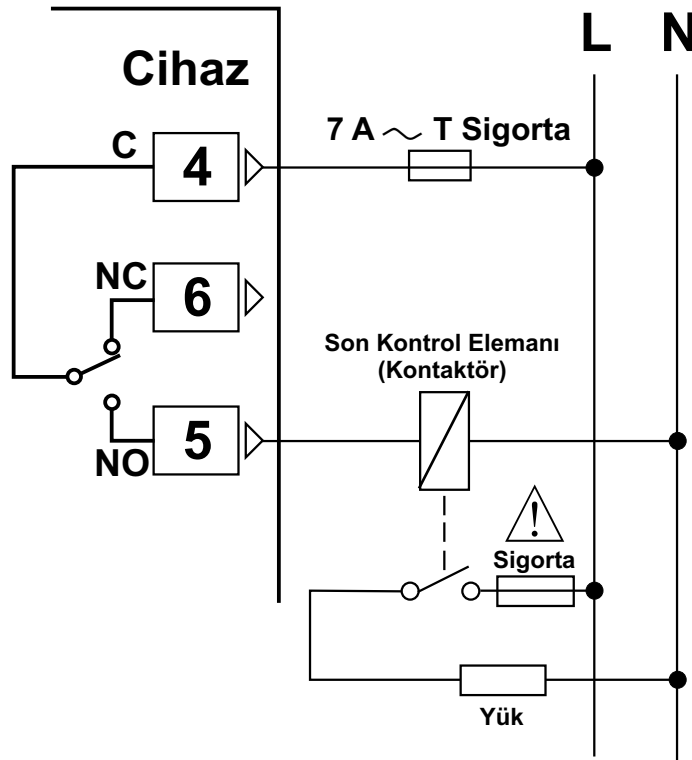 L N
Cihaz
7 A ~ T Sigorta
C
4
NC
6
Son Kontrol Elemanı
(Kontaktör)
5
NO
!
Sigorta
Yük